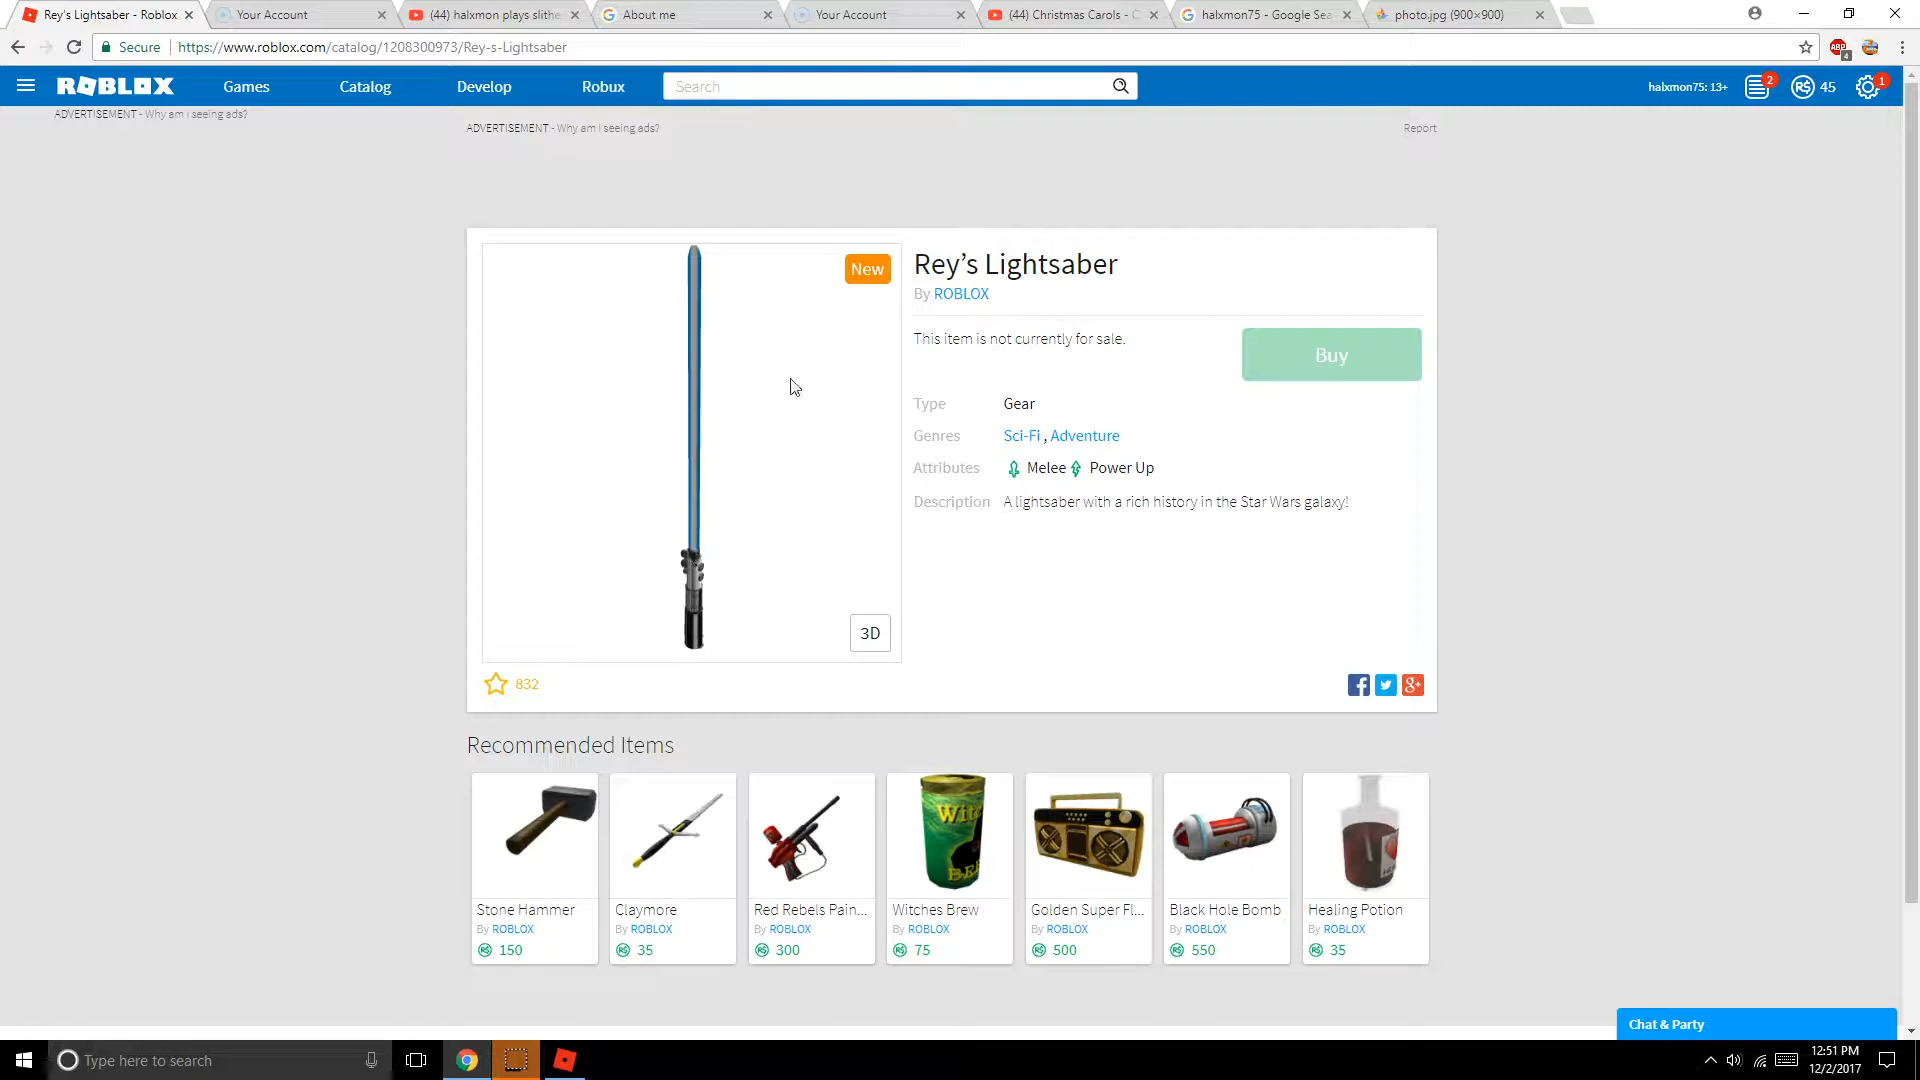 Rey's Lightsaber - Roblox
Your Account
(44) halxmon plays slithe
About me
Your Account
(44) Christmas Carols - C
halxmon75 - Google Sea
photo.jpg (900×900)
Secure
https://www.roblox.com/catalog/1208300973/Rey-s-Lightsaber
ABP
4
ROBLOX
Games
Catalog
Develop
Robux
Search
halxmon75: 13+
2
R$ 45
1
ADVERTISEMENT - Why am I seeing ads?
ADVERTISEMENT - Why am I seeing ads?
Report
New
3D
832
Rey’s Lightsaber
By ROBLOX
This item is not currently for sale.
Buy
Type Gear
Genres Sci-Fi , Adventure
Attributes Melee Power Up
Description A lightsaber with a rich history in the Star Wars galaxy!
Recommended Items
Stone Hammer
By ROBLOX
R$ 150
Claymore
By ROBLOX
R$ 35
Red Rebels Pain...
By ROBLOX
R$ 300
Witches Brew
By ROBLOX
R$ 75
Golden Super Fl...
By ROBLOX
R$ 500
Black Hole Bomb
By ROBLOX
R$ 550
Healing Potion
By ROBLOX
R$ 35
Chat & Party
Type here to search
12:51 PM
12/2/2017